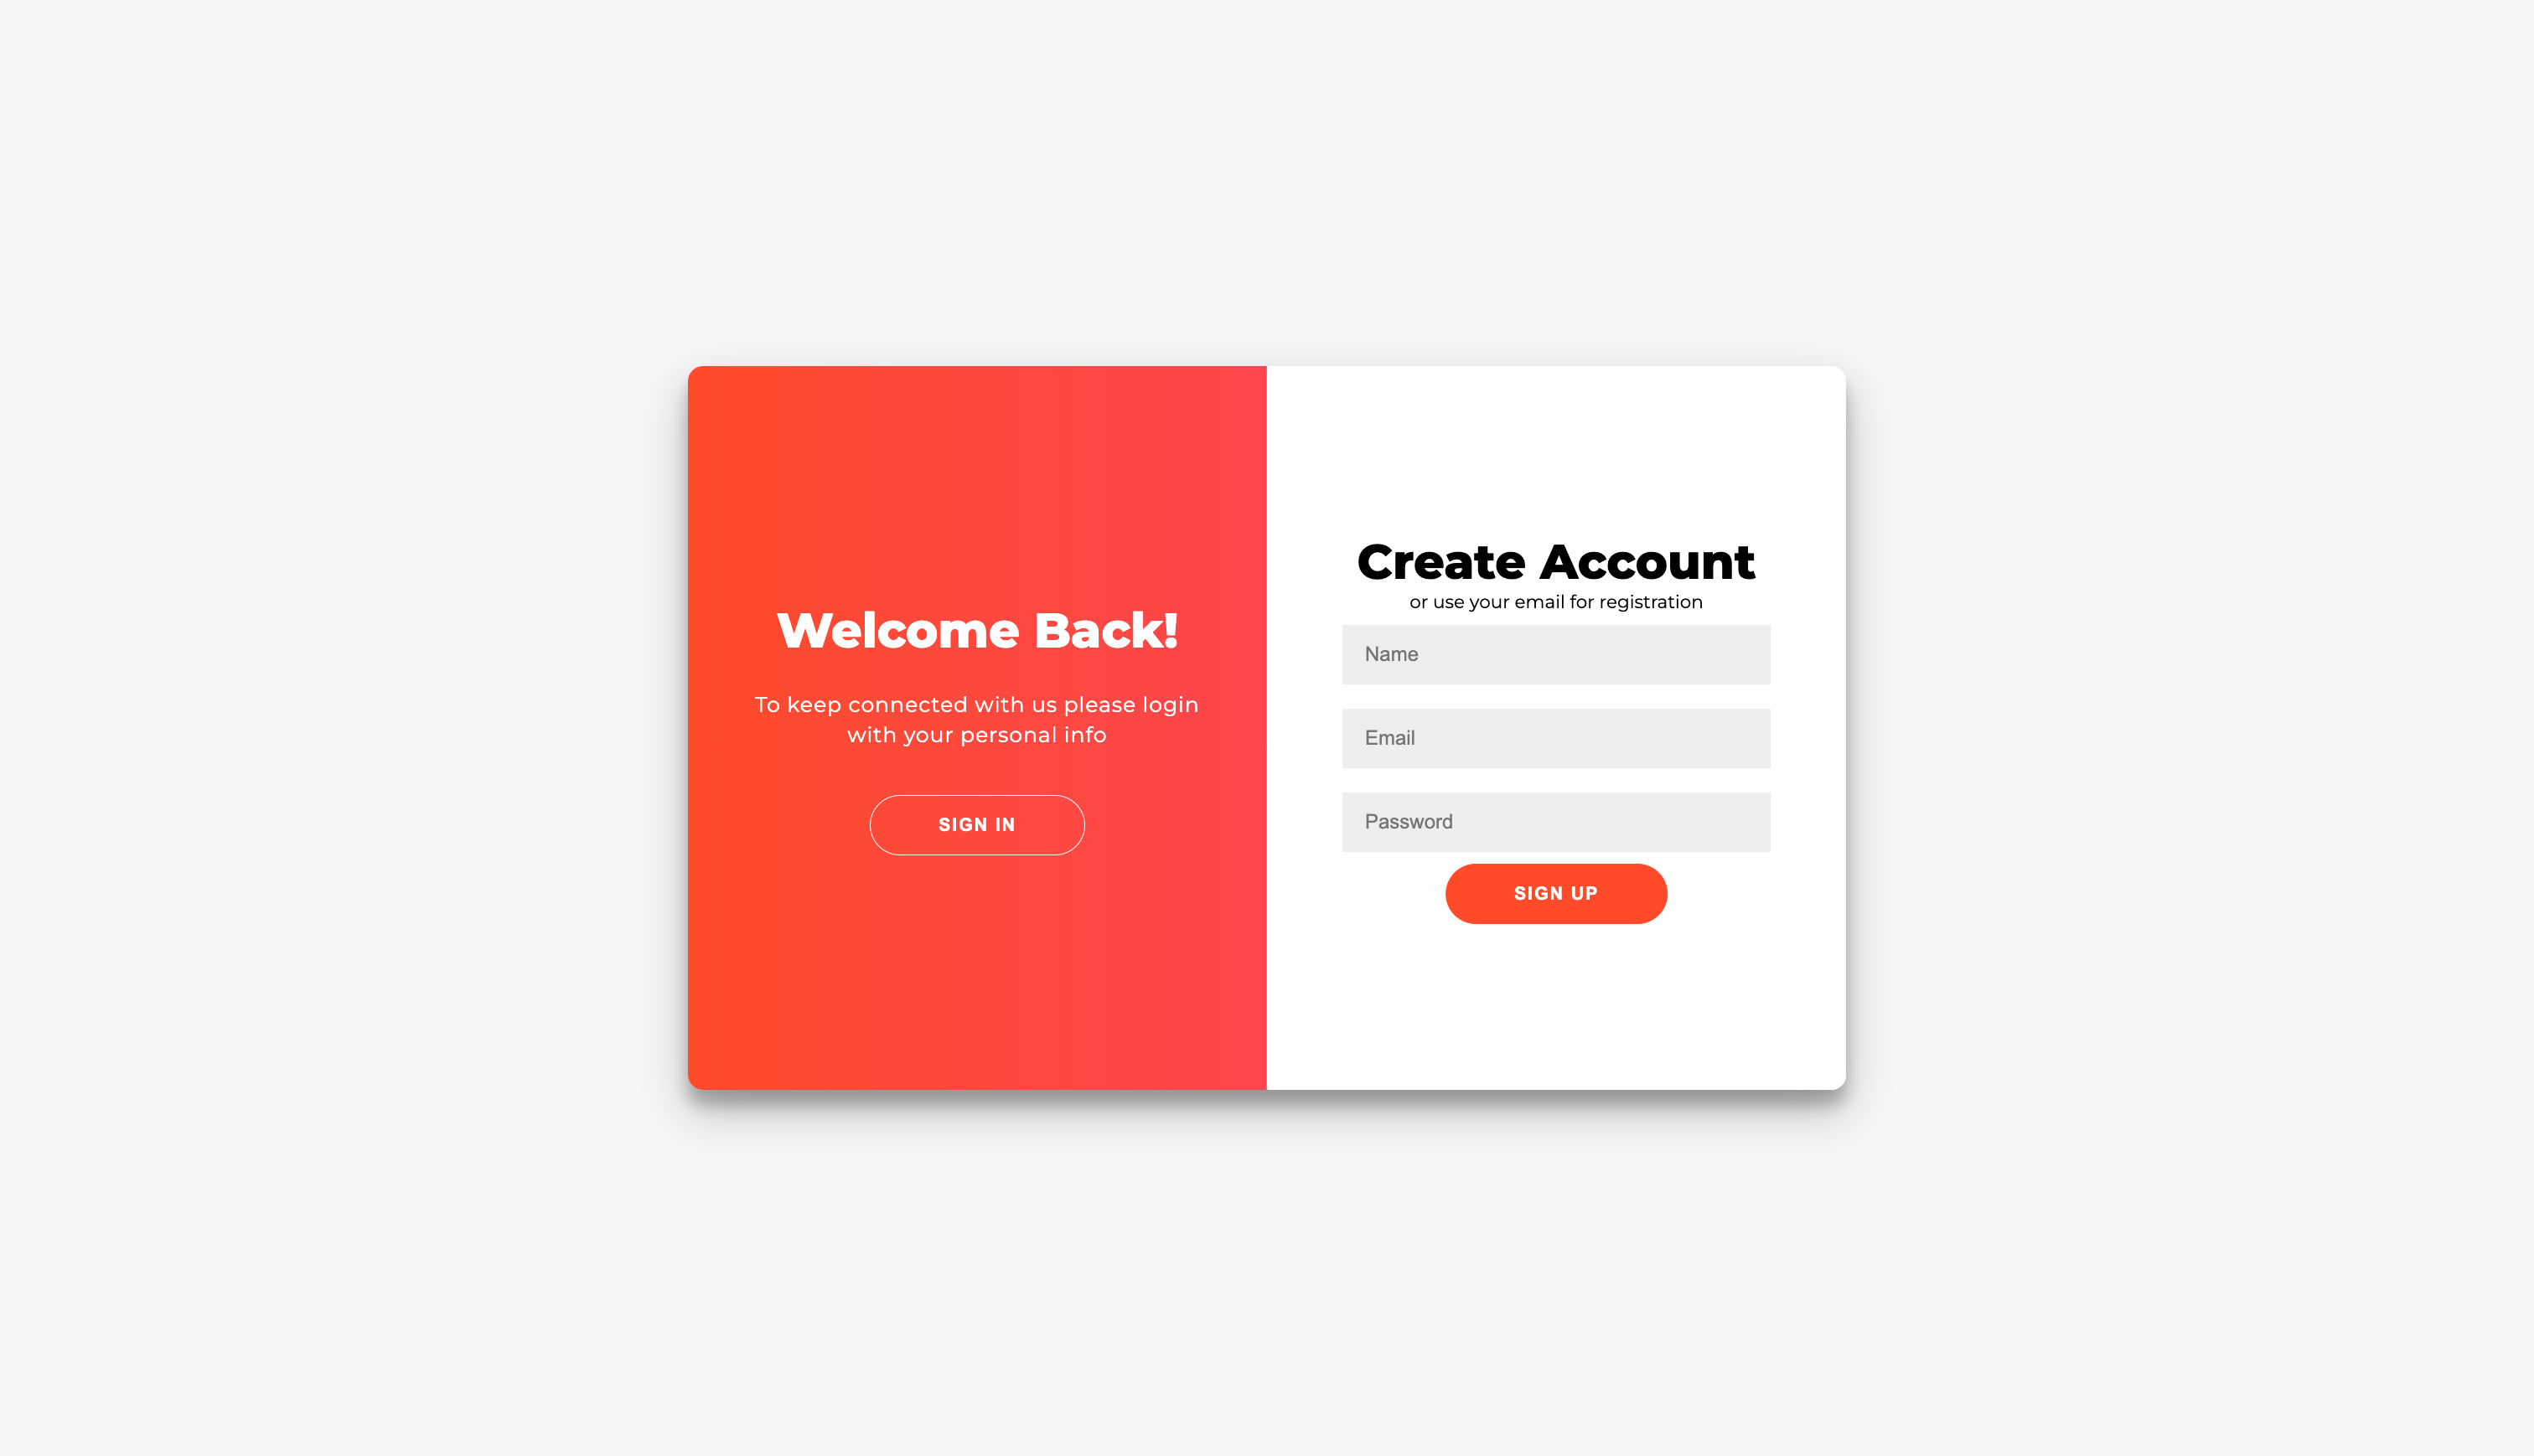 Welcome Back!
To keep connected with us please login
with your personal info
SIGN IN
Create Account
or use your email for registration
Name
Email
Password
SIGN UP